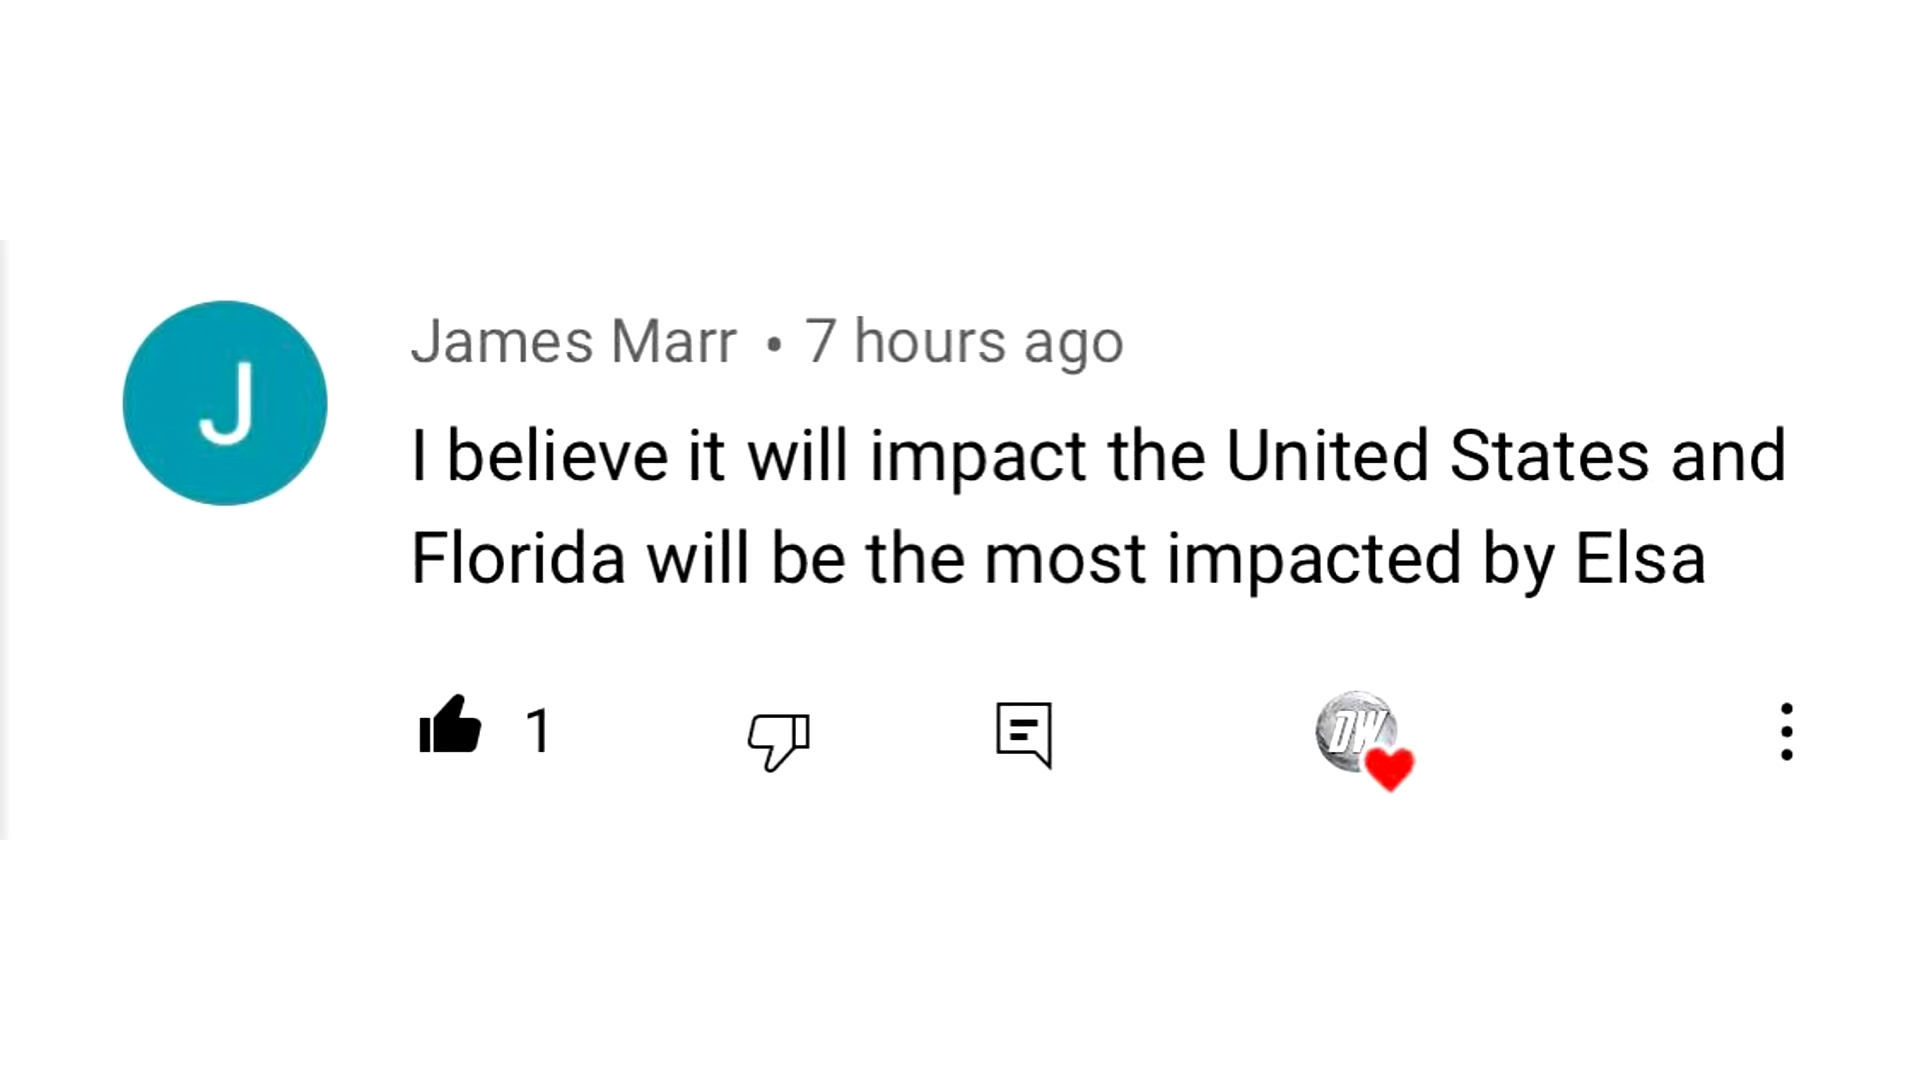 J
James Marr • 7 hours ago
I believe it will impact the United States and
Florida will be the most impacted by Elsa
1
DW